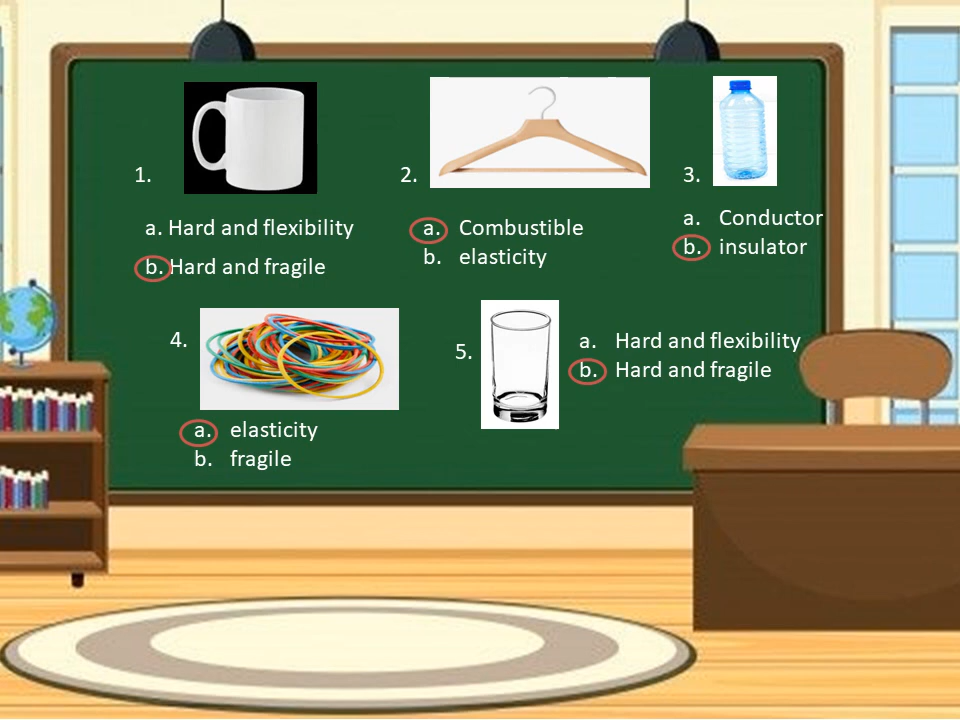 1.
a. Hard and flexibility
b. Hard and fragile
2.
a. Combustible
b. elasticity
3.
a. Conductor
b. insulator
4.
a. elasticity
b. fragile
5.
a. Hard and flexibility
b. Hard and fragile